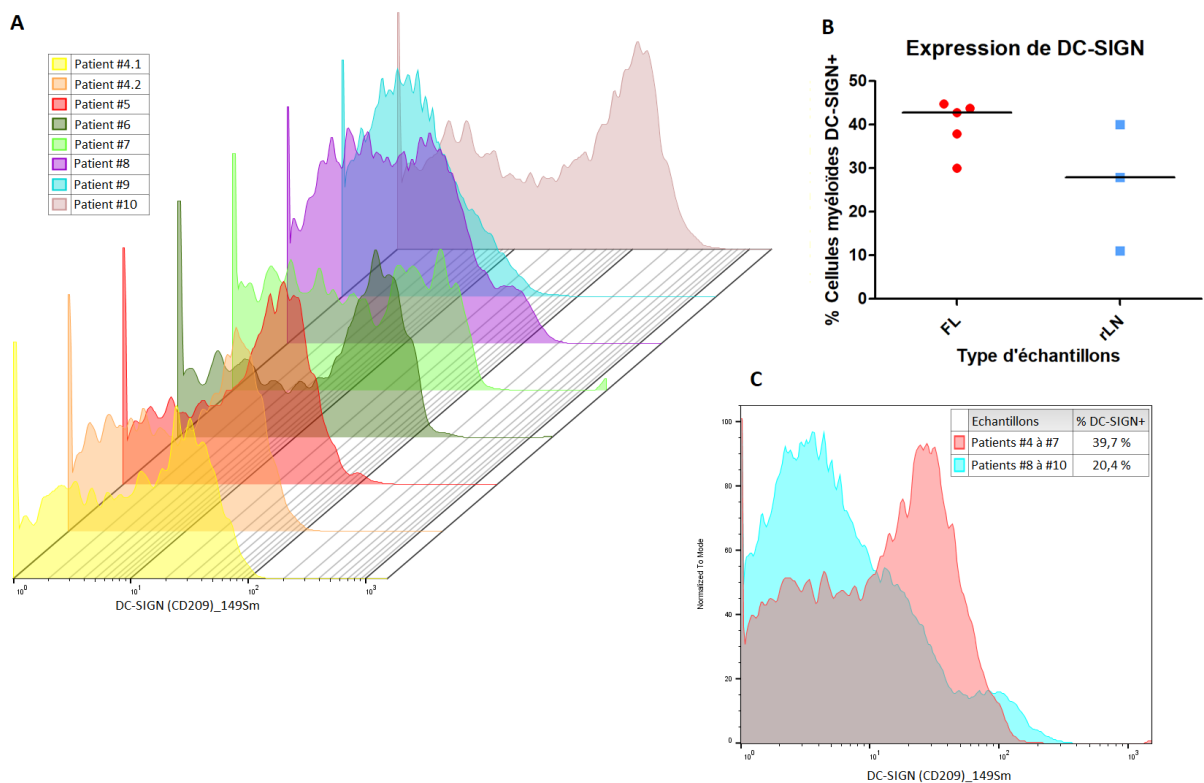 A
Patient #4.1
Patient #4.2
Patient #5
Patient #6
Patient #7
Patient #8
Patient #9
Patient #10
10⁰ 10¹ 10² 10³
DC-SIGN (CD209)_149Sm
B
Expression de DC-SIGN
% Cellules myéloïdes DC-SIGN+
50
40
30
20
10
0
FL rLN
Type d'échantillons
C
Echantillons % DC-SIGN+
Patients #4 à #7 39,7 %
Patients #8 à #10 20,4 %
Normalized To Mode
100
80
60
40
20
0
10⁰ 10¹ 10² 10³
DC-SIGN (CD209)_149Sm